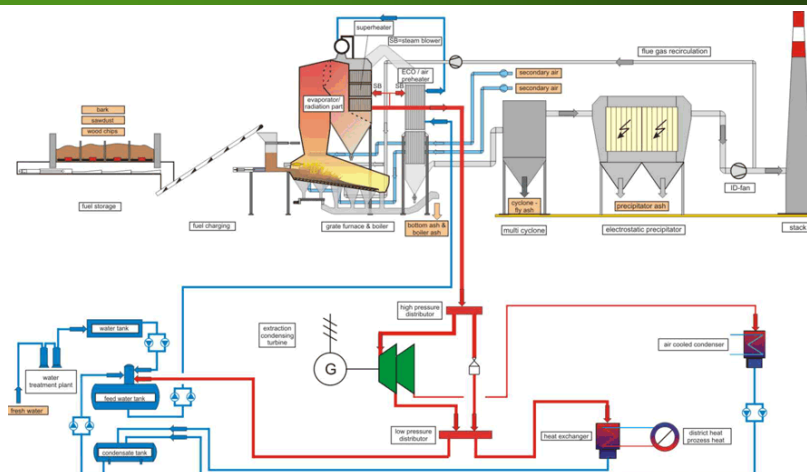 superheater
SB=steam blower
ECO / air
preheater
flue gas recirculation
secondary air
secondary air
SB
SB
evaporator/
radiation part
bark
sawdust
wood chips
fuel storage
fuel charging
grate furnace & boiler
bottom ash &
boiler ash
cyclone -
fly ash
multi cyclone
precipitator ash
electrostatic precipitator
ID-fan
stack
high pressure
distributor
extraction
condensing
turbine
G
air cooled condenser
water tank
water
treatment plant
fresh water
feed water tank
condensate tank
low pressure
distributor
heat exchanger
district heat
prozess heat